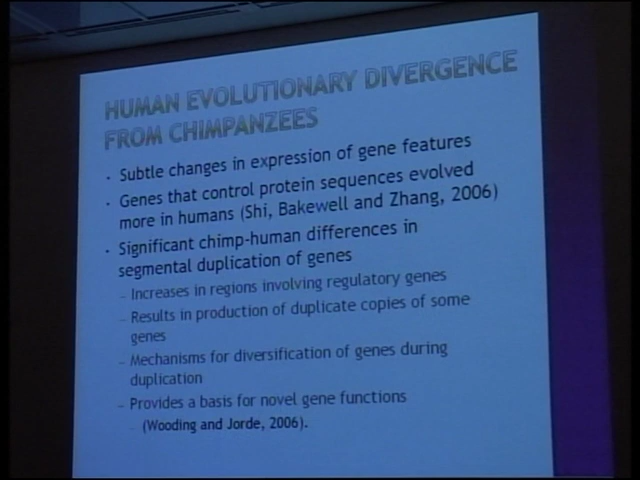 HUMAN EVOLUTIONARY DIVERGENCE
FROM CHIMPANZEES
· Subtle changes in expression of gene features
· Genes that control protein sequences evolved
more in humans (Shi, Bakewell and Zhang, 2006)
· Significant chimp-human differences in
segmental duplication of genes
– Increases in regions involving regulatory genes
– Results in production of duplicate copies of some
genes
– Mechanisms for diversification of genes during
duplication
– Provides a basis for novel gene functions
– (Wooding and Jorde, 2006).